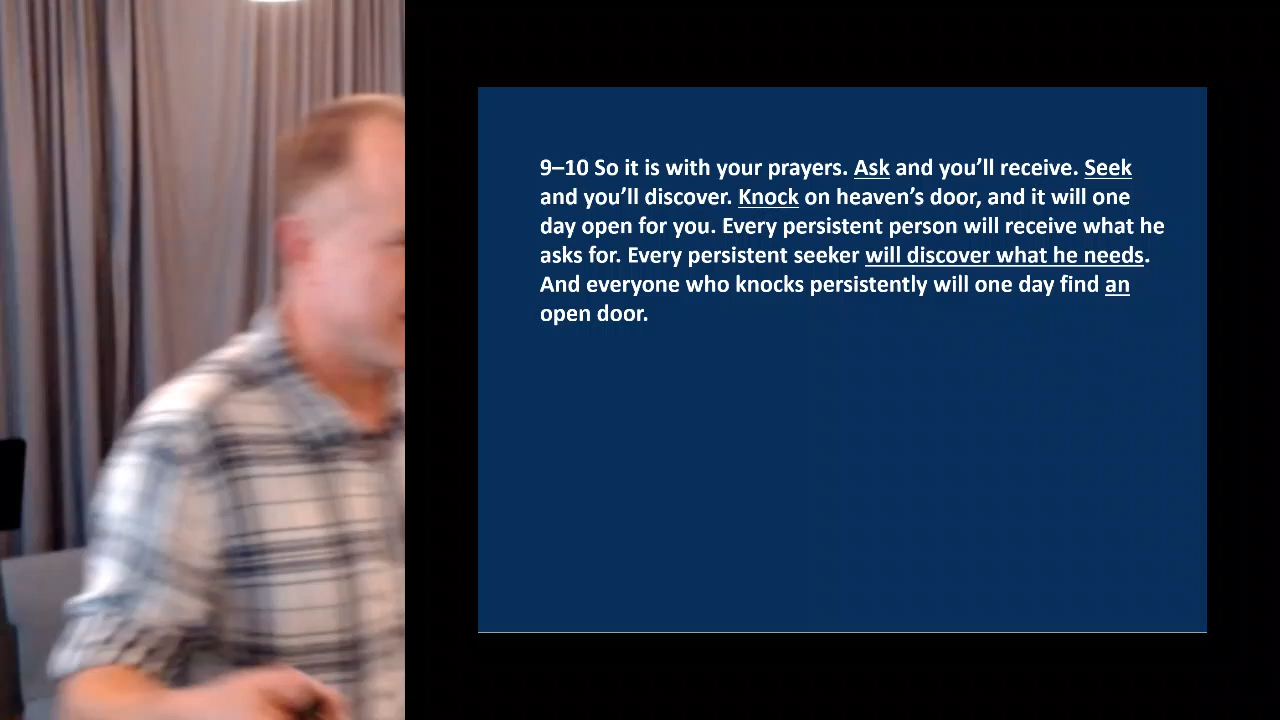 9–10 So it is with your prayers. Ask and you’ll receive. Seek
and you’ll discover. Knock on heaven’s door, and it will one
day open for you. Every persistent person will receive what he
asks for. Every persistent seeker will discover what he needs.
And everyone who knocks persistently will one day find an
open door.